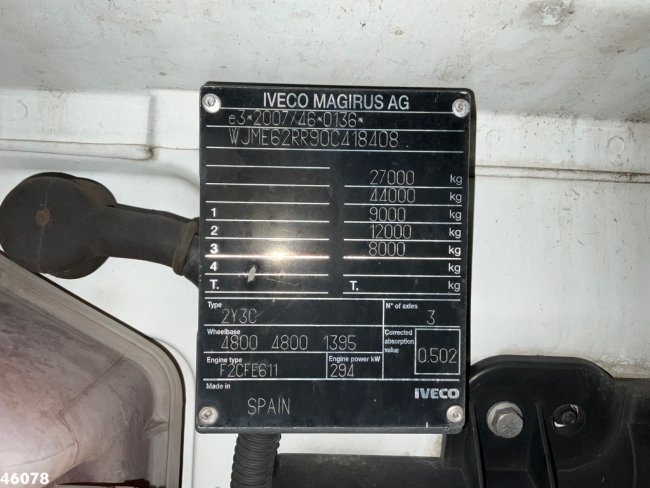 IVECO MAGIRUS AG
e3*2007/46*0136*
WJME62RR90C418408
27000 kg
44000 kg
1 9000 kg
2 12000 kg
3 8000 kg
4 kg
T. T. kg
Type N° of axles
2Y3C 3
Wheelbase Corrected absorption value
4800 4800 1395 0.502
Engine type Engine power kW
F2CFE611 294
Made in
SPAIN IVECO
46078